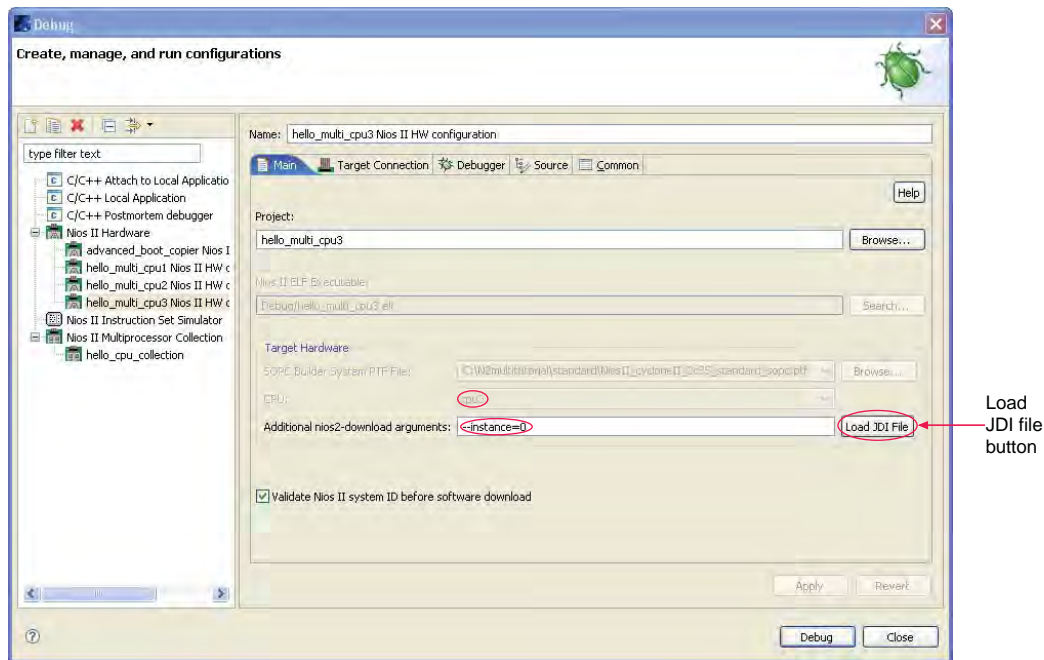 Debug
Create, manage, and run configurations
type filter text
C/C++ Attach to Local Applicatio
C/C++ Local Application
C/C++ Postmortem debugger
Nios II Hardware
advanced_boot_copier Nios I
hello_multi_cpu1 Nios II HW c
hello_multi_cpu2 Nios II HW c
hello_multi_cpu3 Nios II HW c
Nios II Instruction Set Simulator
Nios II Multiprocessor Collection
hello_cpu_collection
Name: hello_multi_cpu3 Nios II HW configuration
Main Target Connection Debugger Source Common
Help
Project:
hello_multi_cpu3 Browse...
Nios II ELF Executable:
Debug/hello_multi_cpu3.elf Search...
Target Hardware
SOPC Builder System PTF File: Browse...
CPU:
Additional nios2-download arguments: --instance=0 Load JDI File
Validate Nios II system ID before software download
Apply Revert
Debug Close
Load
JDI file
button